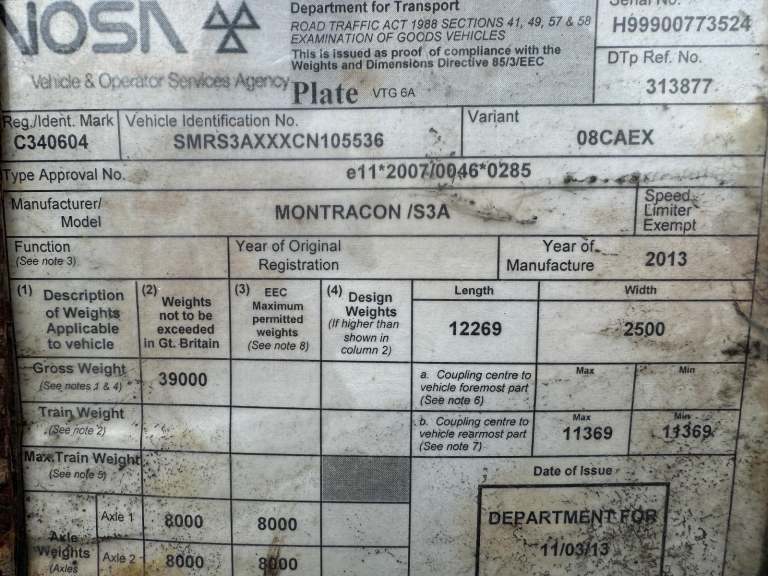 VOSA
Department for Transport
ROAD TRAFFIC ACT 1988 SECTIONS 41, 49, 57 & 58
EXAMINATION OF GOODS VEHICLES
This is issued as proof of compliance with the
Weights and Dimensions Directive 85/3/EEC
Vehicle & Operator Services Agency
Plate VTG 6A
Serial No.
H99900773524
DTp Ref. No.
313877
Reg./Ident. Mark
C340604
Vehicle Identification No.
SMRS3AXXXCN105536
Variant
08CAEX
Type Approval No.
e11*2007/0046*0285
Manufacturer/
Model
MONTRACON /S3A
Speed
Limiter
Exempt
Function
(See note 3)
Year of Original
Registration
Year of
Manufacture
2013
(1) Description
of Weights
Applicable
to vehicle
(2) Weights
not to be
exceeded
in Gt. Britain
(3) EEC
Maximum
permitted
weights
(See note 8)
(4) Design
Weights
(If higher than
shown in
column 2)
Length
12269
Width
2500
Gross Weight
(See notes 1 & 4)
39000
a. Coupling centre to
vehicle foremost part
(See note 6)
Max
Min
Train Weight
(See note 2)
b. Coupling centre to
vehicle rearmost part
(See note 7)
Max
11369
Min
11369
Max.Train Weight
(See note 5)
Date of Issue
DEPARTMENT FOR
11/03/13
Axle
Weights
(Axles
Axle 1
8000
8000
Axle 2
8000
8000